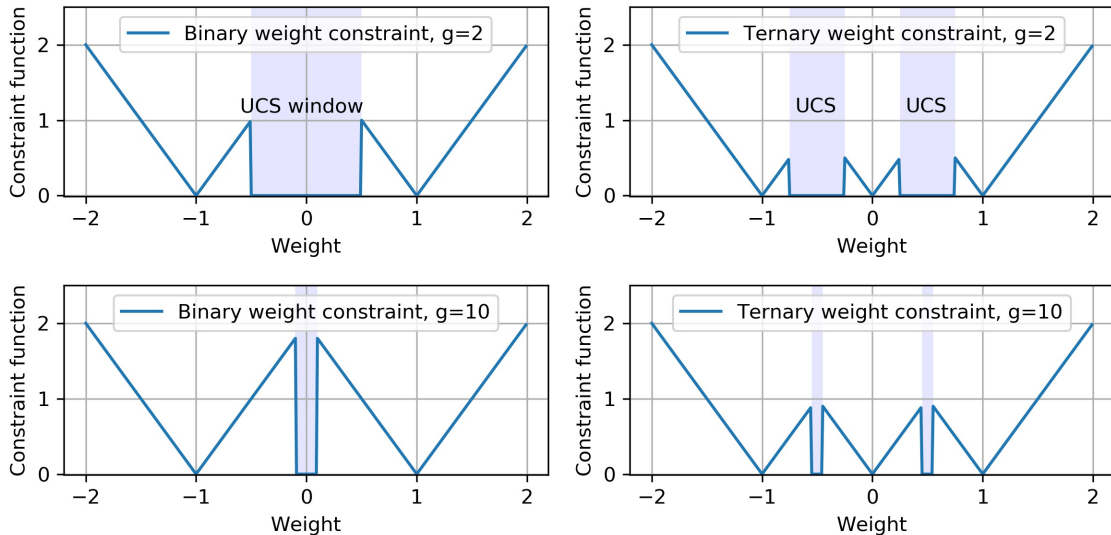 Binary weight constraint, g=2
UCS window
Constraint function
2
1
0
−2 −1 0 1 2
Weight
Ternary weight constraint, g=2
UCS UCS
Constraint function
2
1
0
−2 −1 0 1 2
Weight
Binary weight constraint, g=10
Constraint function
2
1
0
−2 −1 0 1 2
Weight
Ternary weight constraint, g=10
Constraint function
2
1
0
−2 −1 0 1 2
Weight